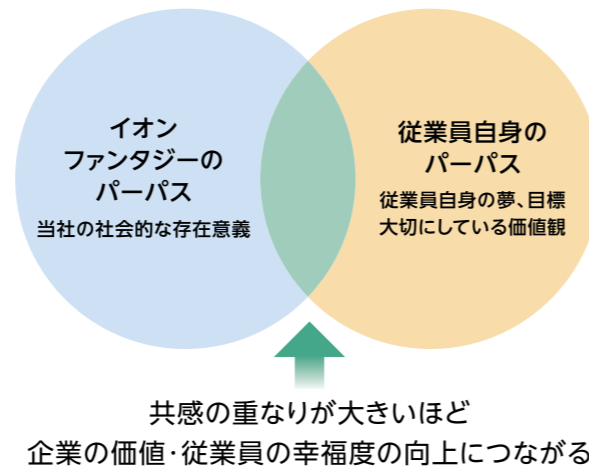 イオン
ファンタジーの
パーパス
当社の社会的な存在意義
従業員自身の
パーパス
従業員自身の夢、目標
大切にしている価値観
共感の重なりが大きいほど
企業の価値・従業員の幸福度の向上につながる